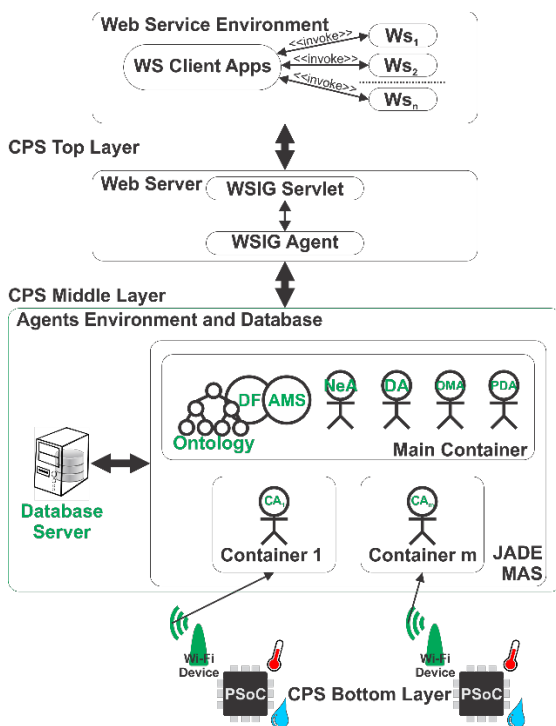 Web Service Environment
WS Client Apps
<<invoke>>
<<invoke>>
<<invoke>>
Ws1
Ws2
Wsn
CPS Top Layer
Web Server
WSIG Servlet
WSIG Agent
CPS Middle Layer
Agents Environment and Database
DF
AMS
NeA
DA
OMA
PDA
Ontology
Main Container
Database
Server
CA1
Container 1
CAm
Container m
JADE
MAS
Wi-Fi
Device
PSoC
CPS Bottom Layer
Wi-Fi
Device
PSoC